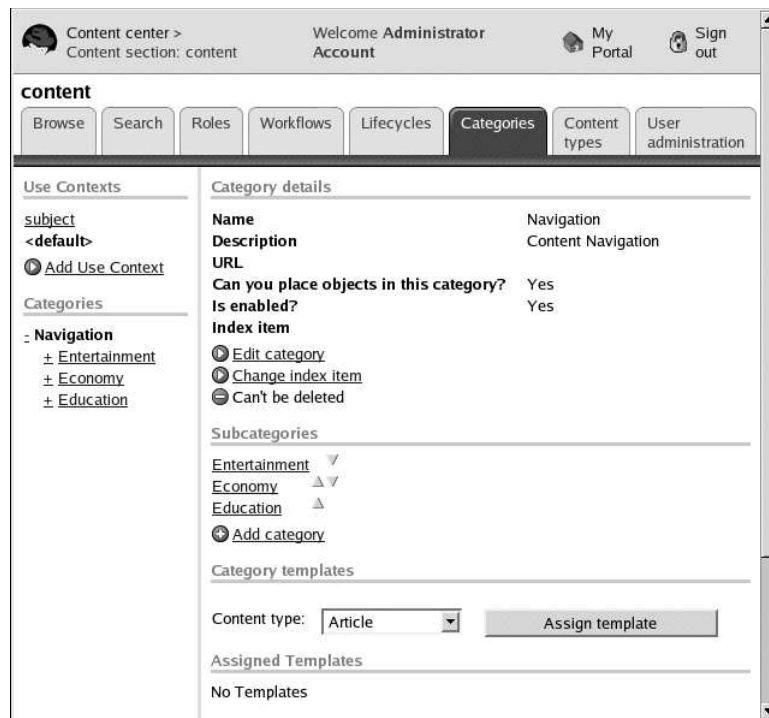 Content center >
Content section: content
Welcome Administrator
Account
My
Portal
Sign
out
content
Browse
Search
Roles
Workflows
Lifecycles
Categories
Content
types
User
administration
Use Contexts
subject
<default>
Add Use Context
Categories
- Navigation
+ Entertainment
+ Economy
+ Education
Category details
Name Navigation
Description Content Navigation
URL
Can you place objects in this category? Yes
Is enabled? Yes
Index item
Edit category
Change index item
Can't be deleted
Subcategories
Entertainment
Economy
Education
Add category
Category templates
Content type: Article Assign template
Assigned Templates
No Templates